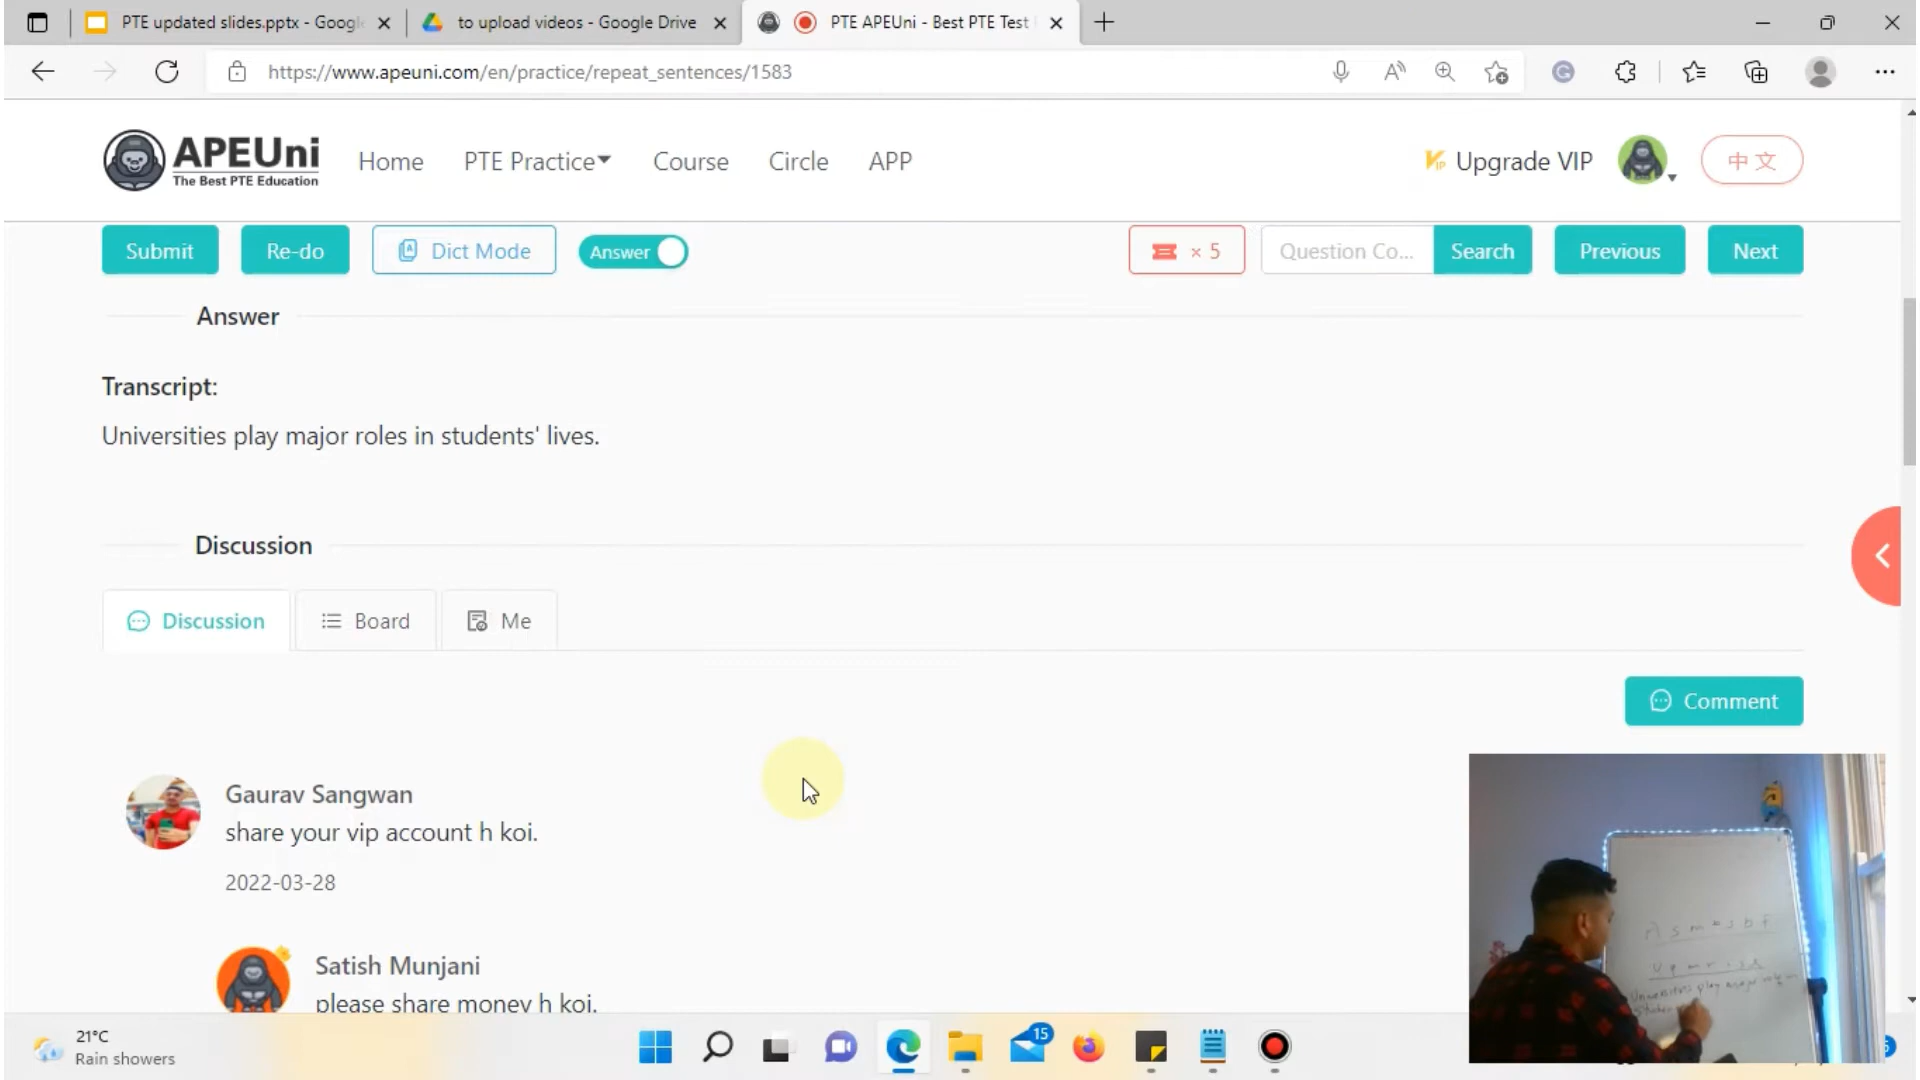 PTE updated slides.pptx - Google
to upload videos - Google Drive
PTE APEUni - Best PTE Test
https://www.apeuni.com/en/practice/repeat_sentences/1583
APEUni
The Best PTE Education
Home
PTE Practice
Course
Circle
APP
Upgrade VIP
中文
Submit
Re-do
Dict Mode
Answer
× 5
Question Co...
Search
Previous
Next
Answer
Transcript:
Universities play major roles in students' lives.
Discussion
Discussion
Board
Me
Comment
Gaurav Sangwan
share your vip account h koi.
2022-03-28
Satish Munjani
please share money h koi.
Universities play major
21°C
Rain showers
15